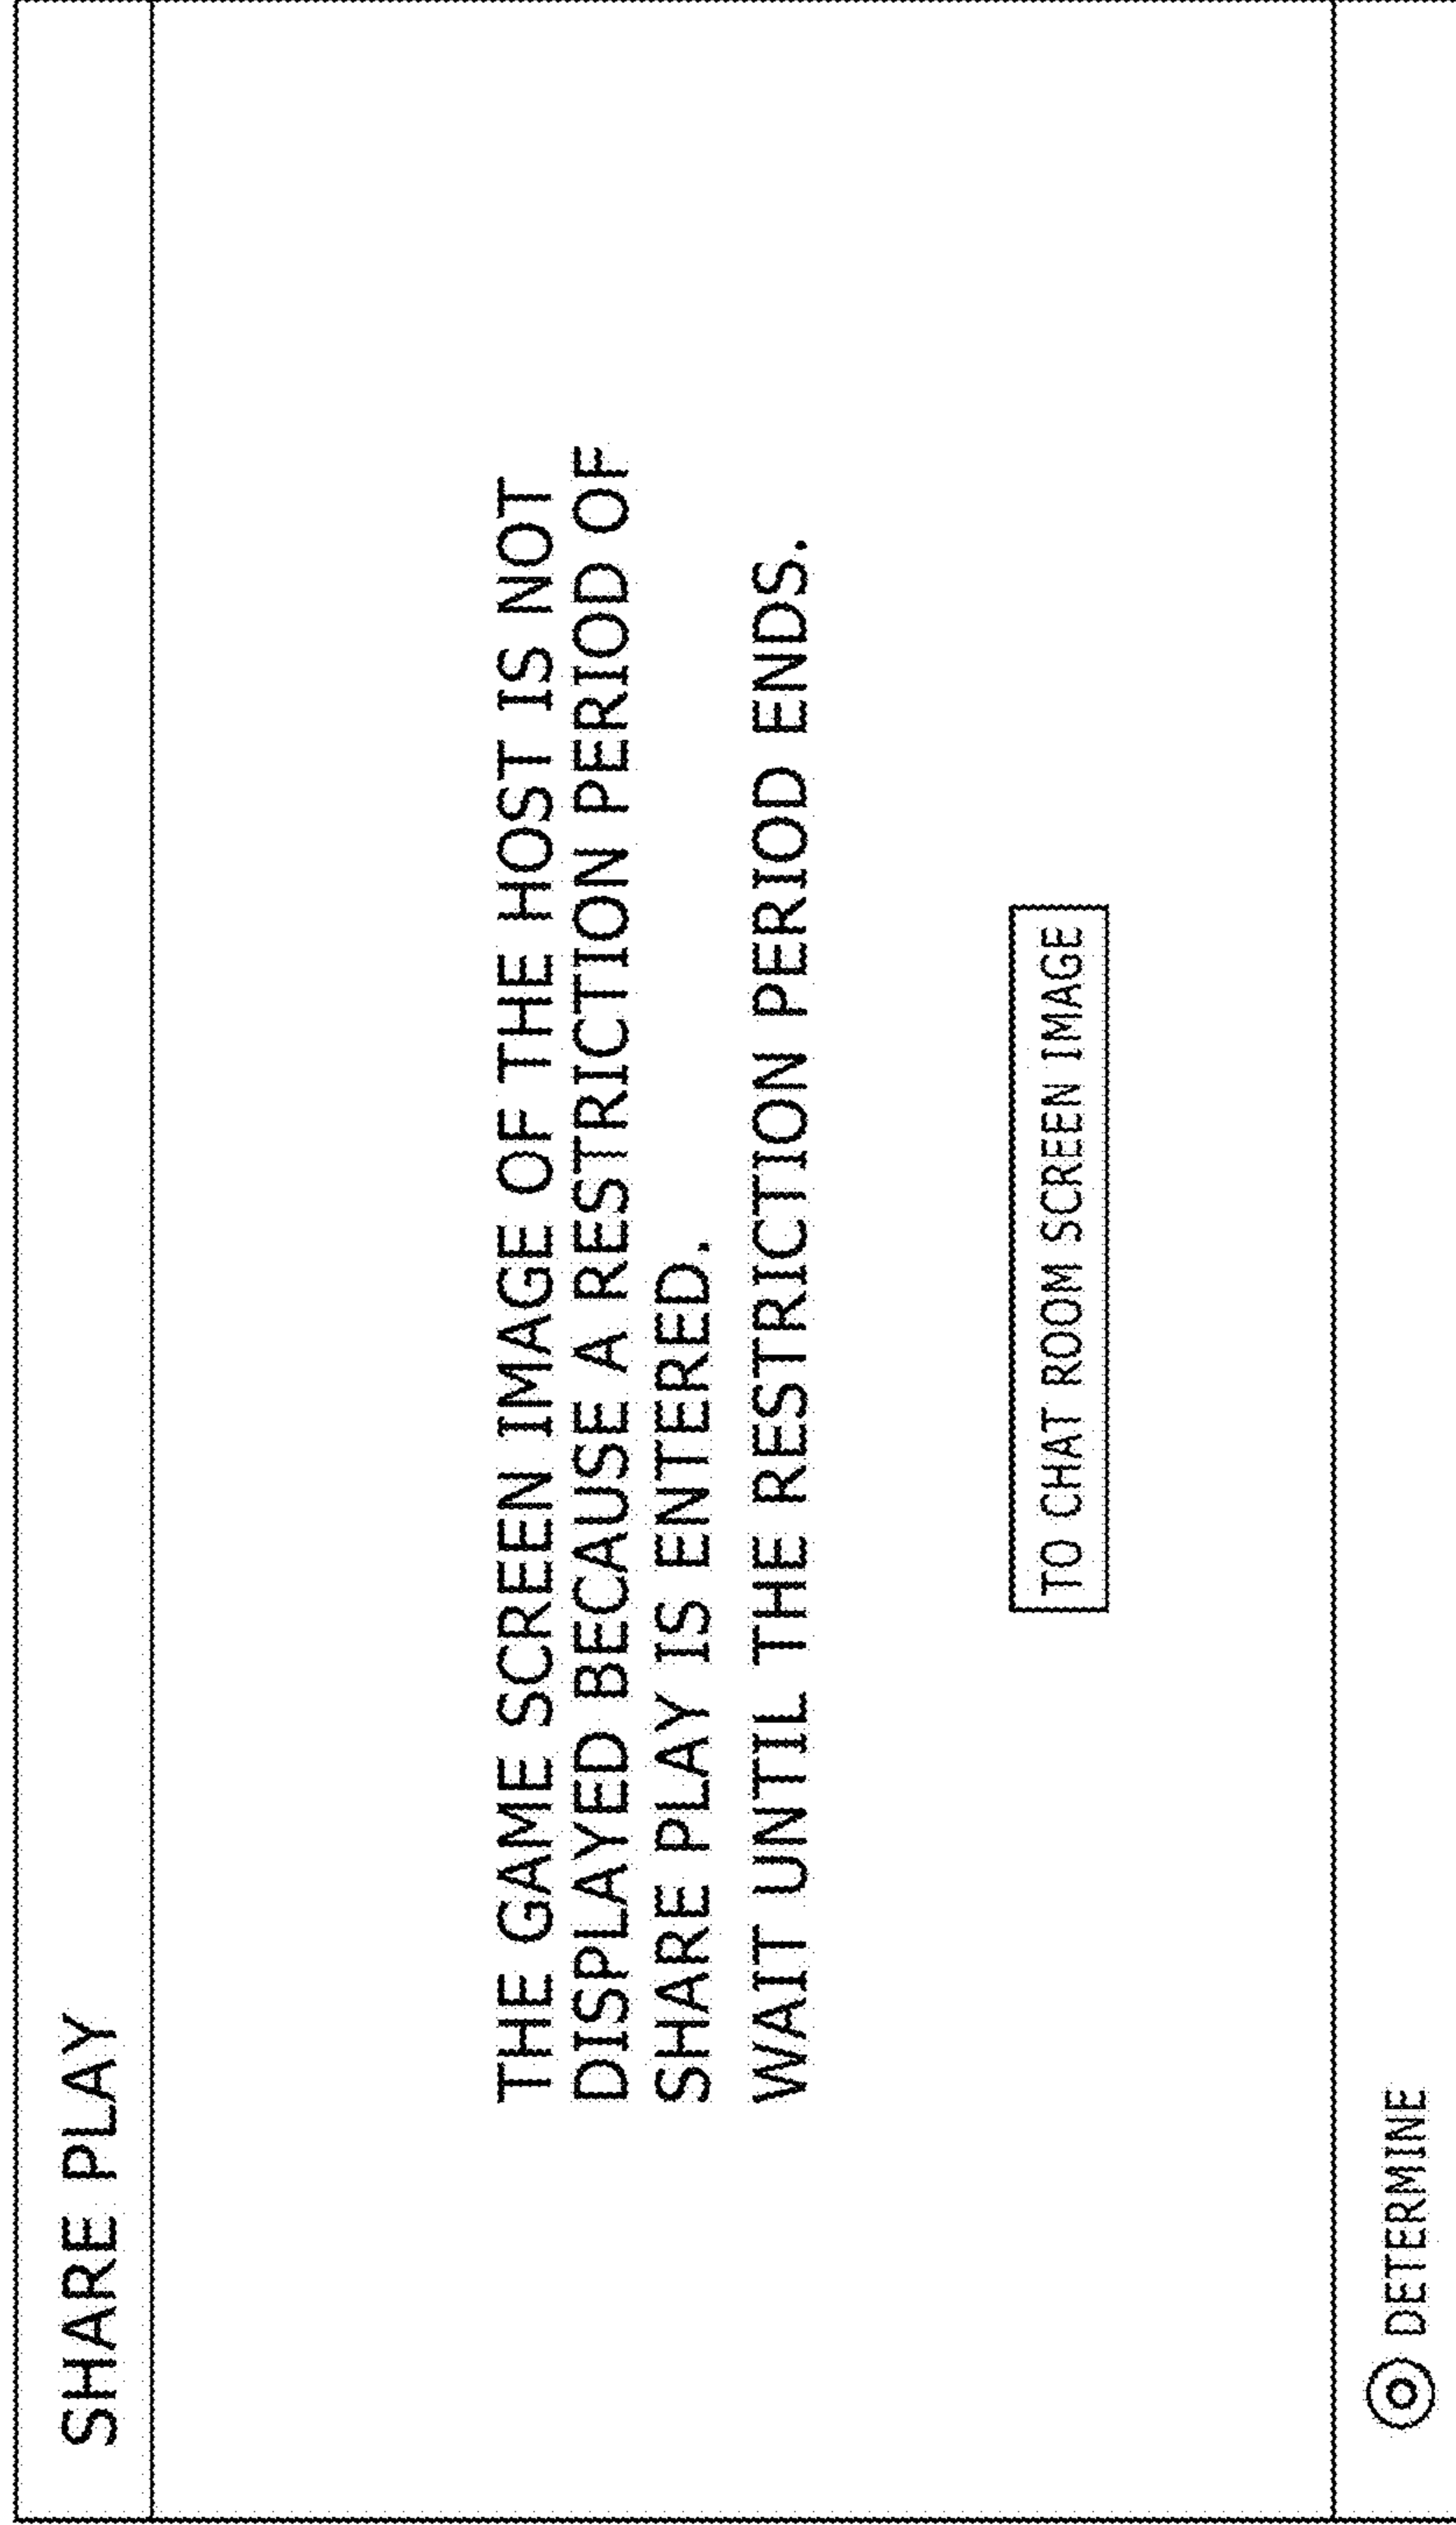 SHARE PLAY
THE GAME SCREEN IMAGE OF THE HOST IS NOT
DISPLAYED BECAUSE A RESTRICTION PERIOD OF
SHARE PLAY IS ENTERED.
WAIT UNTIL THE RESTRICTION PERIOD ENDS.
TO CHAT ROOM SCREEN IMAGE
DETERMINE